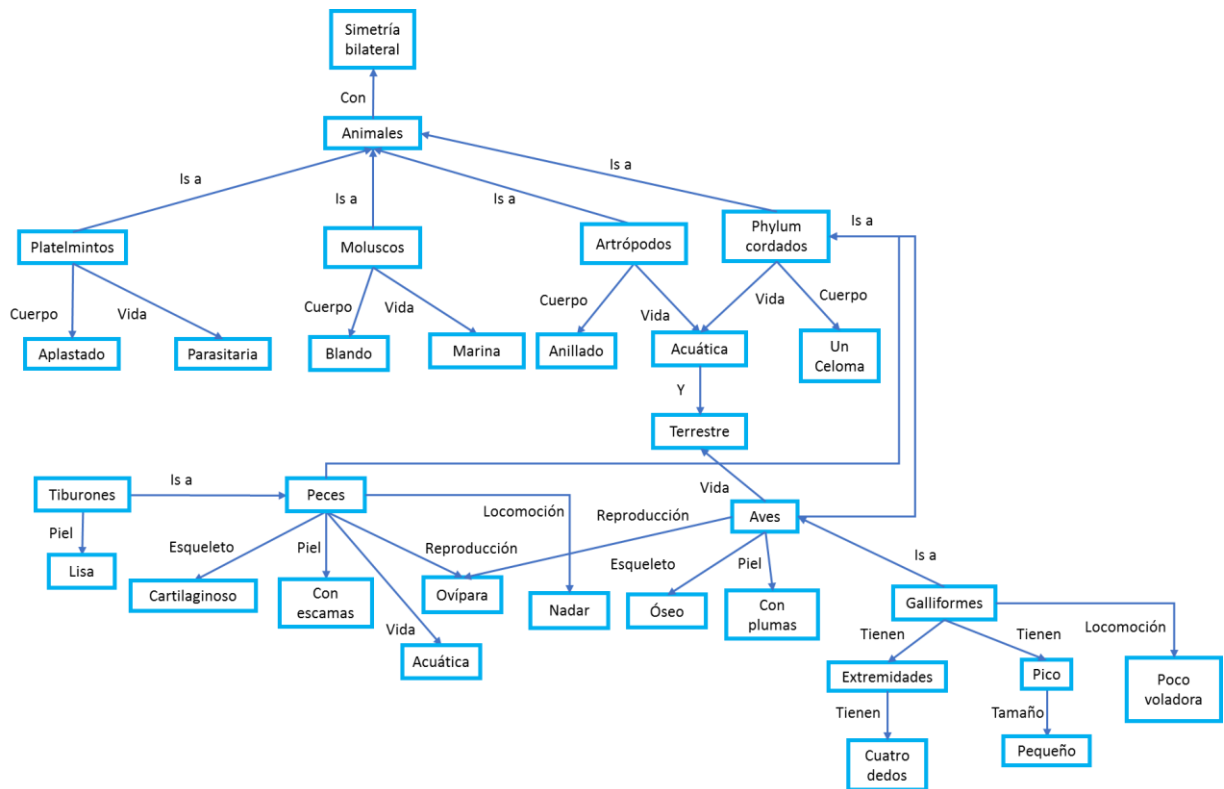 Simetría
bilateral
Con
Animales
Is a
Is a
Is a
Is a
Platelmintos
Moluscos
Artrópodos
Phylum
cordados
Is a
Cuerpo
Vida
Cuerpo
Vida
Cuerpo
Vida
Vida
Cuerpo
Aplastado
Parasitaria
Blando
Marina
Anillado
Acuática
Un
Celoma
Y
Terrestre
Tiburones
Is a
Peces
Locomoción
Vida
Reproducción
Aves
Piel
Lisa
Esqueleto
Piel
Reproducción
Esqueleto
Piel
Is a
Cartilaginoso
Con
escamas
Ovípara
Nadar
Óseo
Con
plumas
Galliformes
Vida
Acuática
Tienen
Tienen
Locomoción
Extremidades
Pico
Poco
voladora
Tienen
Tamaño
Cuatro
dedos
Pequeño